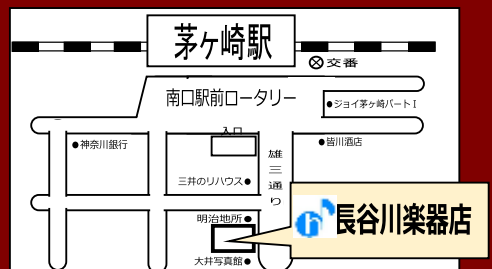 茅ヶ崎駅
交番
南口駅前ロータリー
●ジョイ茅ヶ崎パートⅠ
入口
●神奈川銀行
●皆川酒店
雄三通り
三井のリハウス●
明治地所●
長谷川楽器店
大井写真館●